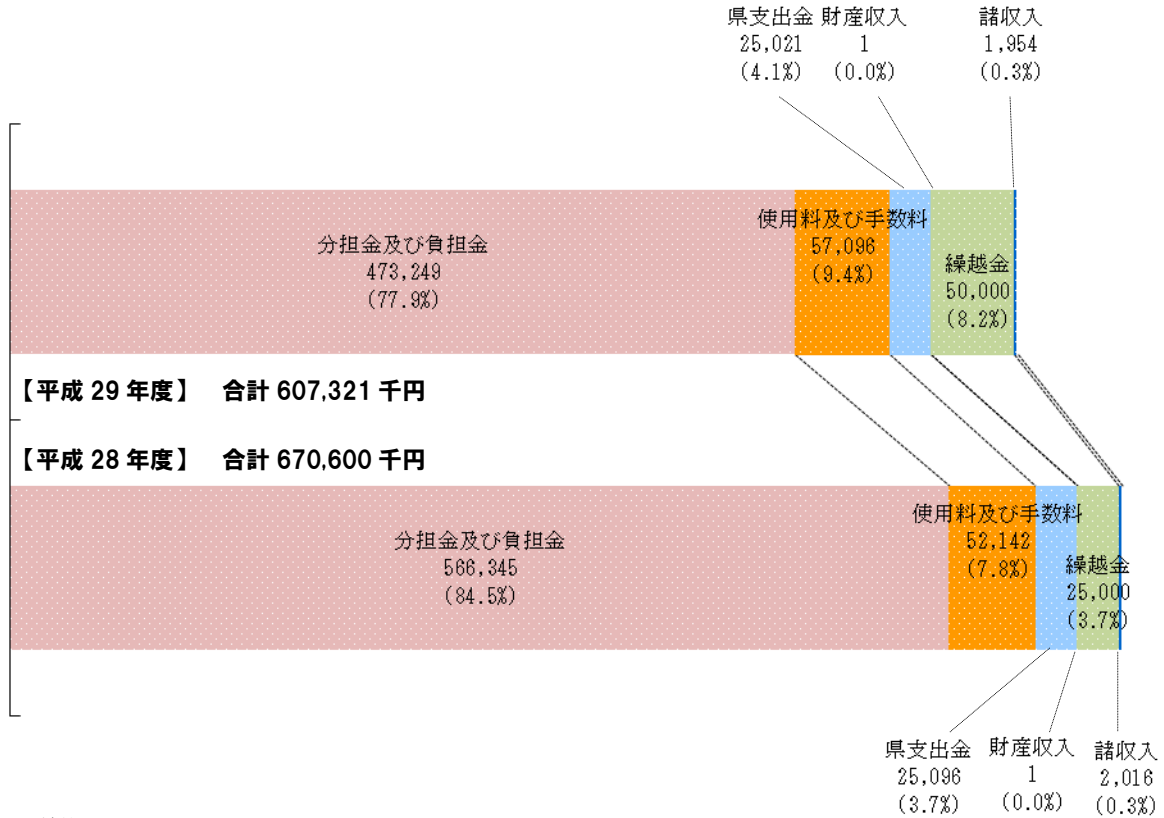 県支出金 財産収入 諸収入
25,021 1 1,954
(4.1%) (0.0%) (0.3%)
分担金及び負担金
473,249
(77.9%)
使用料及び手数料
57,096
(9.4%)
繰越金
50,000
(8.2%)
【平成 29 年度】 合計 607,321 千円
【平成 28 年度】 合計 670,600 千円
分担金及び負担金
566,345
(84.5%)
使用料及び手数料
52,142
(7.8%)
繰越金
25,000
(3.7%)
県支出金 財産収入 諸収入
25,096 1 2,016
(3.7%) (0.0%) (0.3%)